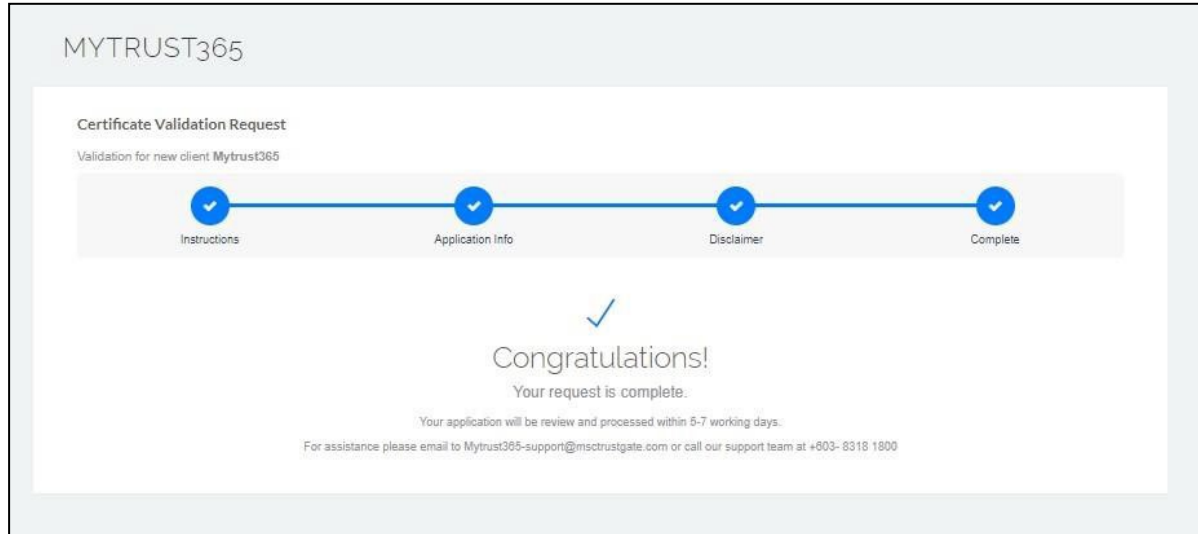 MYTRUST365
Certificate Validation Request
Validation for new client Mytrust365
Instructions
Application Info
Disclaimer
Complete
Congratulations!
Your request is complete.
Your application will be review and processed within 5-7 working days.
For assistance please email to Mytrust365-support@msctrustgate.com or call our support team at +603- 8318 1800